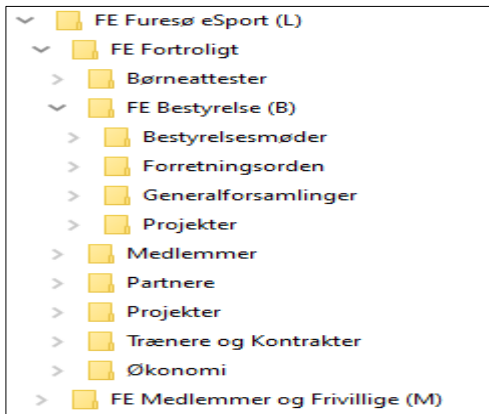 FE Furesø eSport (L)
FE Fortroligt
Børneattester
FE Bestyrelse (B)
Bestyrelsesmøder
Forretningsorden
Generalforsamlinger
Projekter
Medlemmer
Partnere
Projekter
Trænere og Kontrakter
Økonomi
FE Medlemmer og Frivillige (M)